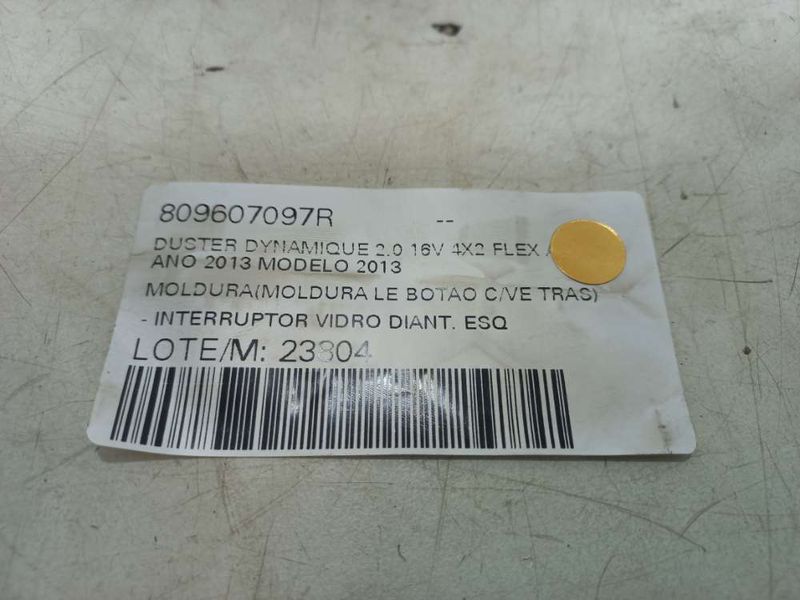 809607097R --
DUSTER DYNAMIQUE 2.0 16V 4X2 FLEX
ANO 2013 MODELO 2013
MOLDURA(MOLDURA LE BOTAO C/VE TRAS)
- INTERRUPTOR VIDRO DIANT. ESQ
LOTE/M: 23804